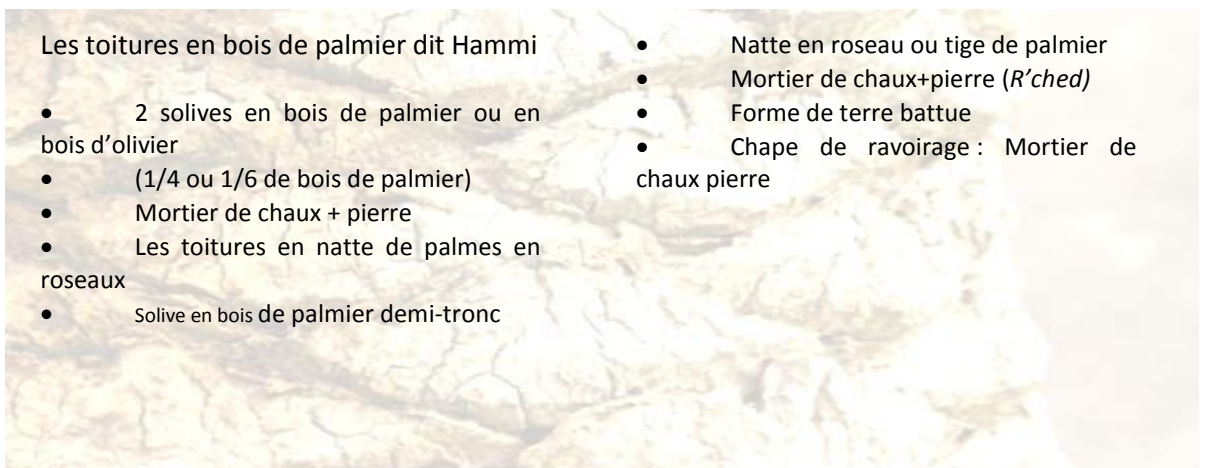 Les toitures en bois de palmier dit Hammi
• 2 solives en bois de palmier ou en
bois d’olivier
• (1/4 ou 1/6 de bois de palmier)
• Mortier de chaux + pierre
• Les toitures en natte de palmes en
roseaux
• Solive en bois de palmier demi-tronc
• Natte en roseau ou tige de palmier
• Mortier de chaux+pierre (R’ched)
• Forme de terre battue
• Chape de ravoirage : Mortier de
chaux pierre